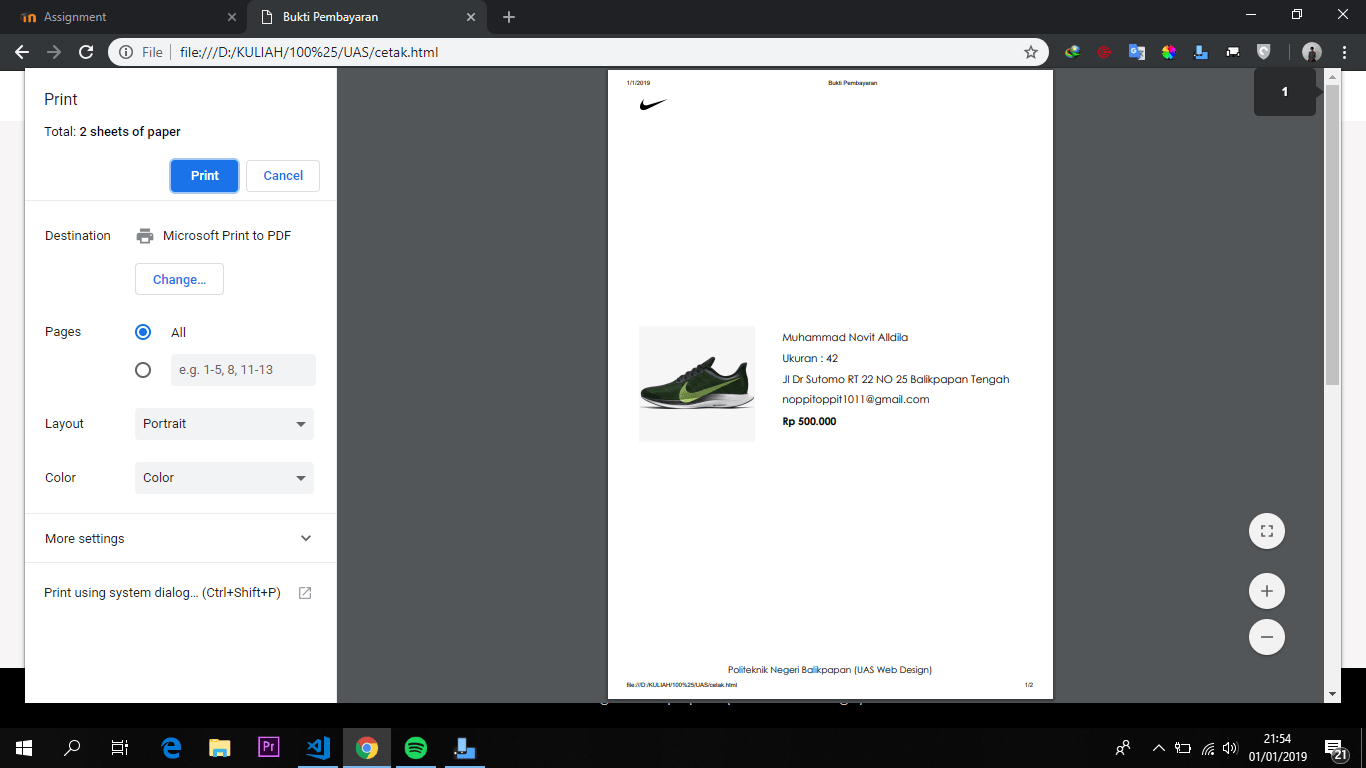 Assignment
Bukti Pembayaran
File
file:///D:/KULIAH/100%25/UAS/cetak.html
Print
Total: 2 sheets of paper
Print
Cancel
Destination
Microsoft Print to PDF
Change...
Pages
All
e.g. 1-5, 8, 11-13
Layout
Portrait
Color
Color
More settings
Print using system dialog... (Ctrl+Shift+P)
1/1/2019
Bukti Pembayaran
1
Muhammad Novit Alldila
Ukuran : 42
Jl Dr Sutomo RT 22 NO 25 Balikpapan Tengah
noppitoppit1011@gmail.com
Rp 500.000
Politeknik Negeri Balikpapan (UAS Web Design)
file:///D:/KULIAH/100%25/UAS/cetak.html
1/2
Pr
21:54
01/01/2019
21